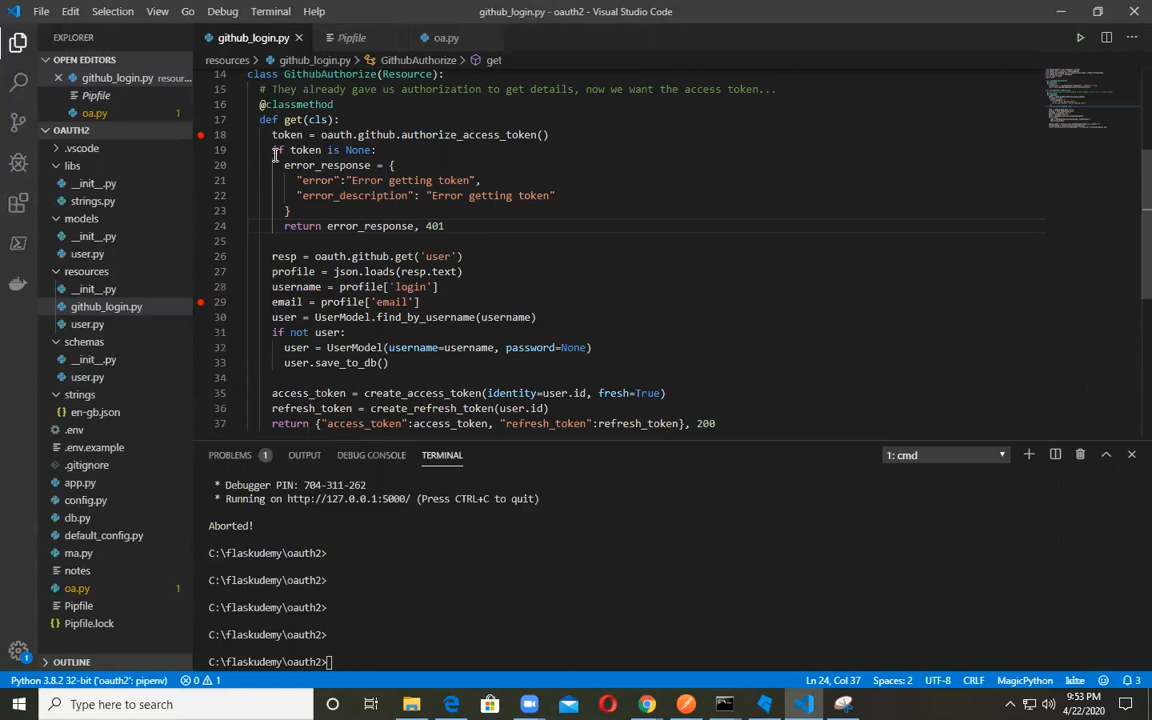 File Edit Selection View Go Debug Terminal Help
github_login.py - oauth2 - Visual Studio Code
EXPLORER
github_login.py
Pipfile
oa.py
OPEN EDITORS
resources > github_login.py > GithubAuthorize > get
github_login.py resour...
Pipfile
oa.py 1
OAUTH2
.vscode
libs
__init__.py
strings.py
models
__init__.py
user.py
resources
__init__.py
github_login.py
user.py
schemas
__init__.py
user.py
strings
en-gb.json
.env
.env.example
.gitignore
app.py
config.py
db.py
default_config.py
ma.py
notes
oa.py 1
Pipfile
Pipfile.lock
OUTLINE
14 class GithubAuthorize(Resource):
15 # They already gave us authorization to get details, now we want the access token...
16 @classmethod
17 def get(cls):
18 token = oauth.github.authorize_access_token()
19 if token is None:
20 error_response = {
21 "error":"Error getting token",
22 "error_description": "Error getting token"
23 }
24 return error_response, 401
25
26 resp = oauth.github.get('user')
27 profile = json.loads(resp.text)
28 username = profile['login']
29 email = profile['email']
30 user = UserModel.find_by_username(username)
31 if not user:
32 user = UserModel(username=username, password=None)
33 user.save_to_db()
34
35 access_token = create_access_token(identity=user.id, fresh=True)
36 refresh_token = create_refresh_token(user.id)
37 return {"access_token":access_token, "refresh_token":refresh_token}, 200
PROBLEMS 1 OUTPUT DEBUG CONSOLE TERMINAL
1: cmd
* Debugger PIN: 704-311-262
* Running on http://127.0.0.1:5000/ (Press CTRL+C to quit)
Aborted!
C:\flaskudemy\oauth2>
C:\flaskudemy\oauth2>
C:\flaskudemy\oauth2>
C:\flaskudemy\oauth2>
C:\flaskudemy\oauth2>
1
Python 3.8.2 32-bit ('oauth2': pipenv) 0 1
Ln 24, Col 37 Spaces: 2 UTF-8 CRLF MagicPython kite 3
Type here to search
9:53 PM
4/22/2020